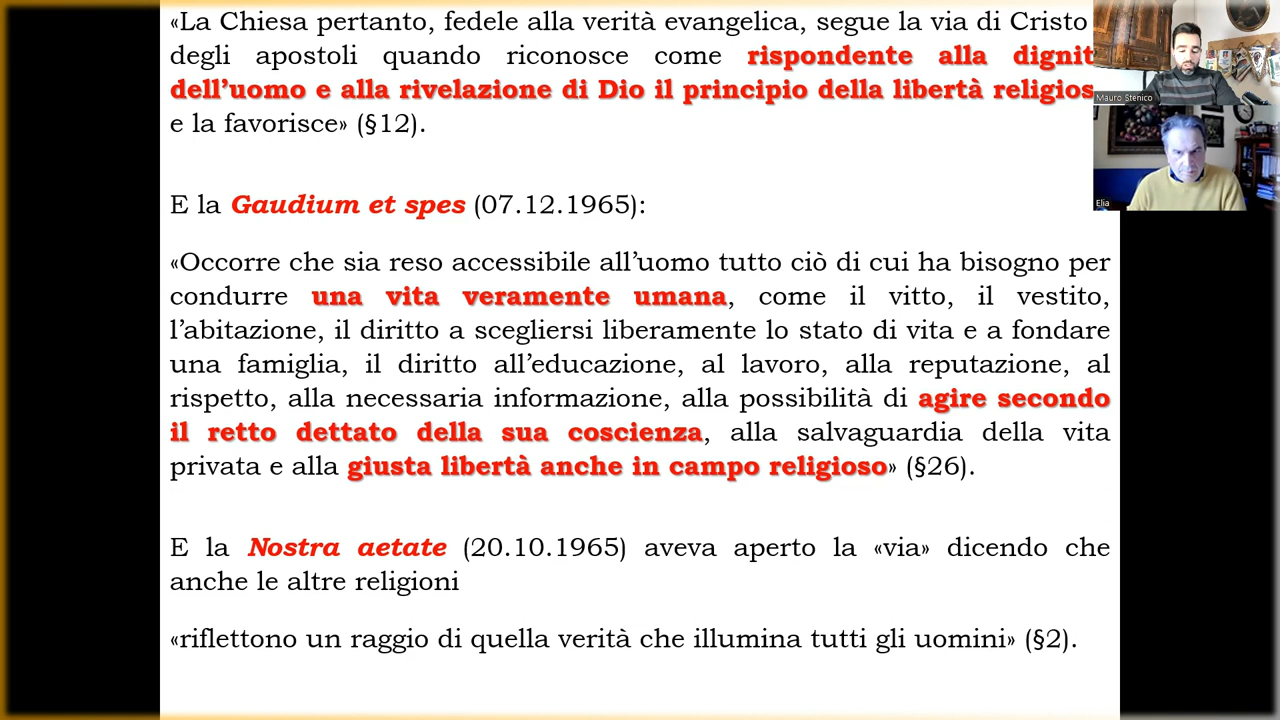 «La Chiesa pertanto, fedele alla verità evangelica, segue la via di Cristo
degli apostoli quando riconosce come rispondente alla dignit
dell’uomo e alla rivelazione di Dio il principio della libertà religios
e la favorisce» (§12).
E la Gaudium et spes (07.12.1965):
«Occorre che sia reso accessibile all’uomo tutto ciò di cui ha bisogno per
condurre una vita veramente umana, come il vitto, il vestito,
l’abitazione, il diritto a scegliersi liberamente lo stato di vita e a fondare
una famiglia, il diritto all’educazione, al lavoro, alla reputazione, al
rispetto, alla necessaria informazione, alla possibilità di agire secondo
il retto dettato della sua coscienza, alla salvaguardia della vita
privata e alla giusta libertà anche in campo religioso» (§26).
E la Nostra aetate (20.10.1965) aveva aperto la «via» dicendo che
anche le altre religioni
«riflettono un raggio di quella verità che illumina tutti gli uomini» (§2).
Mauro Stenico
Elia